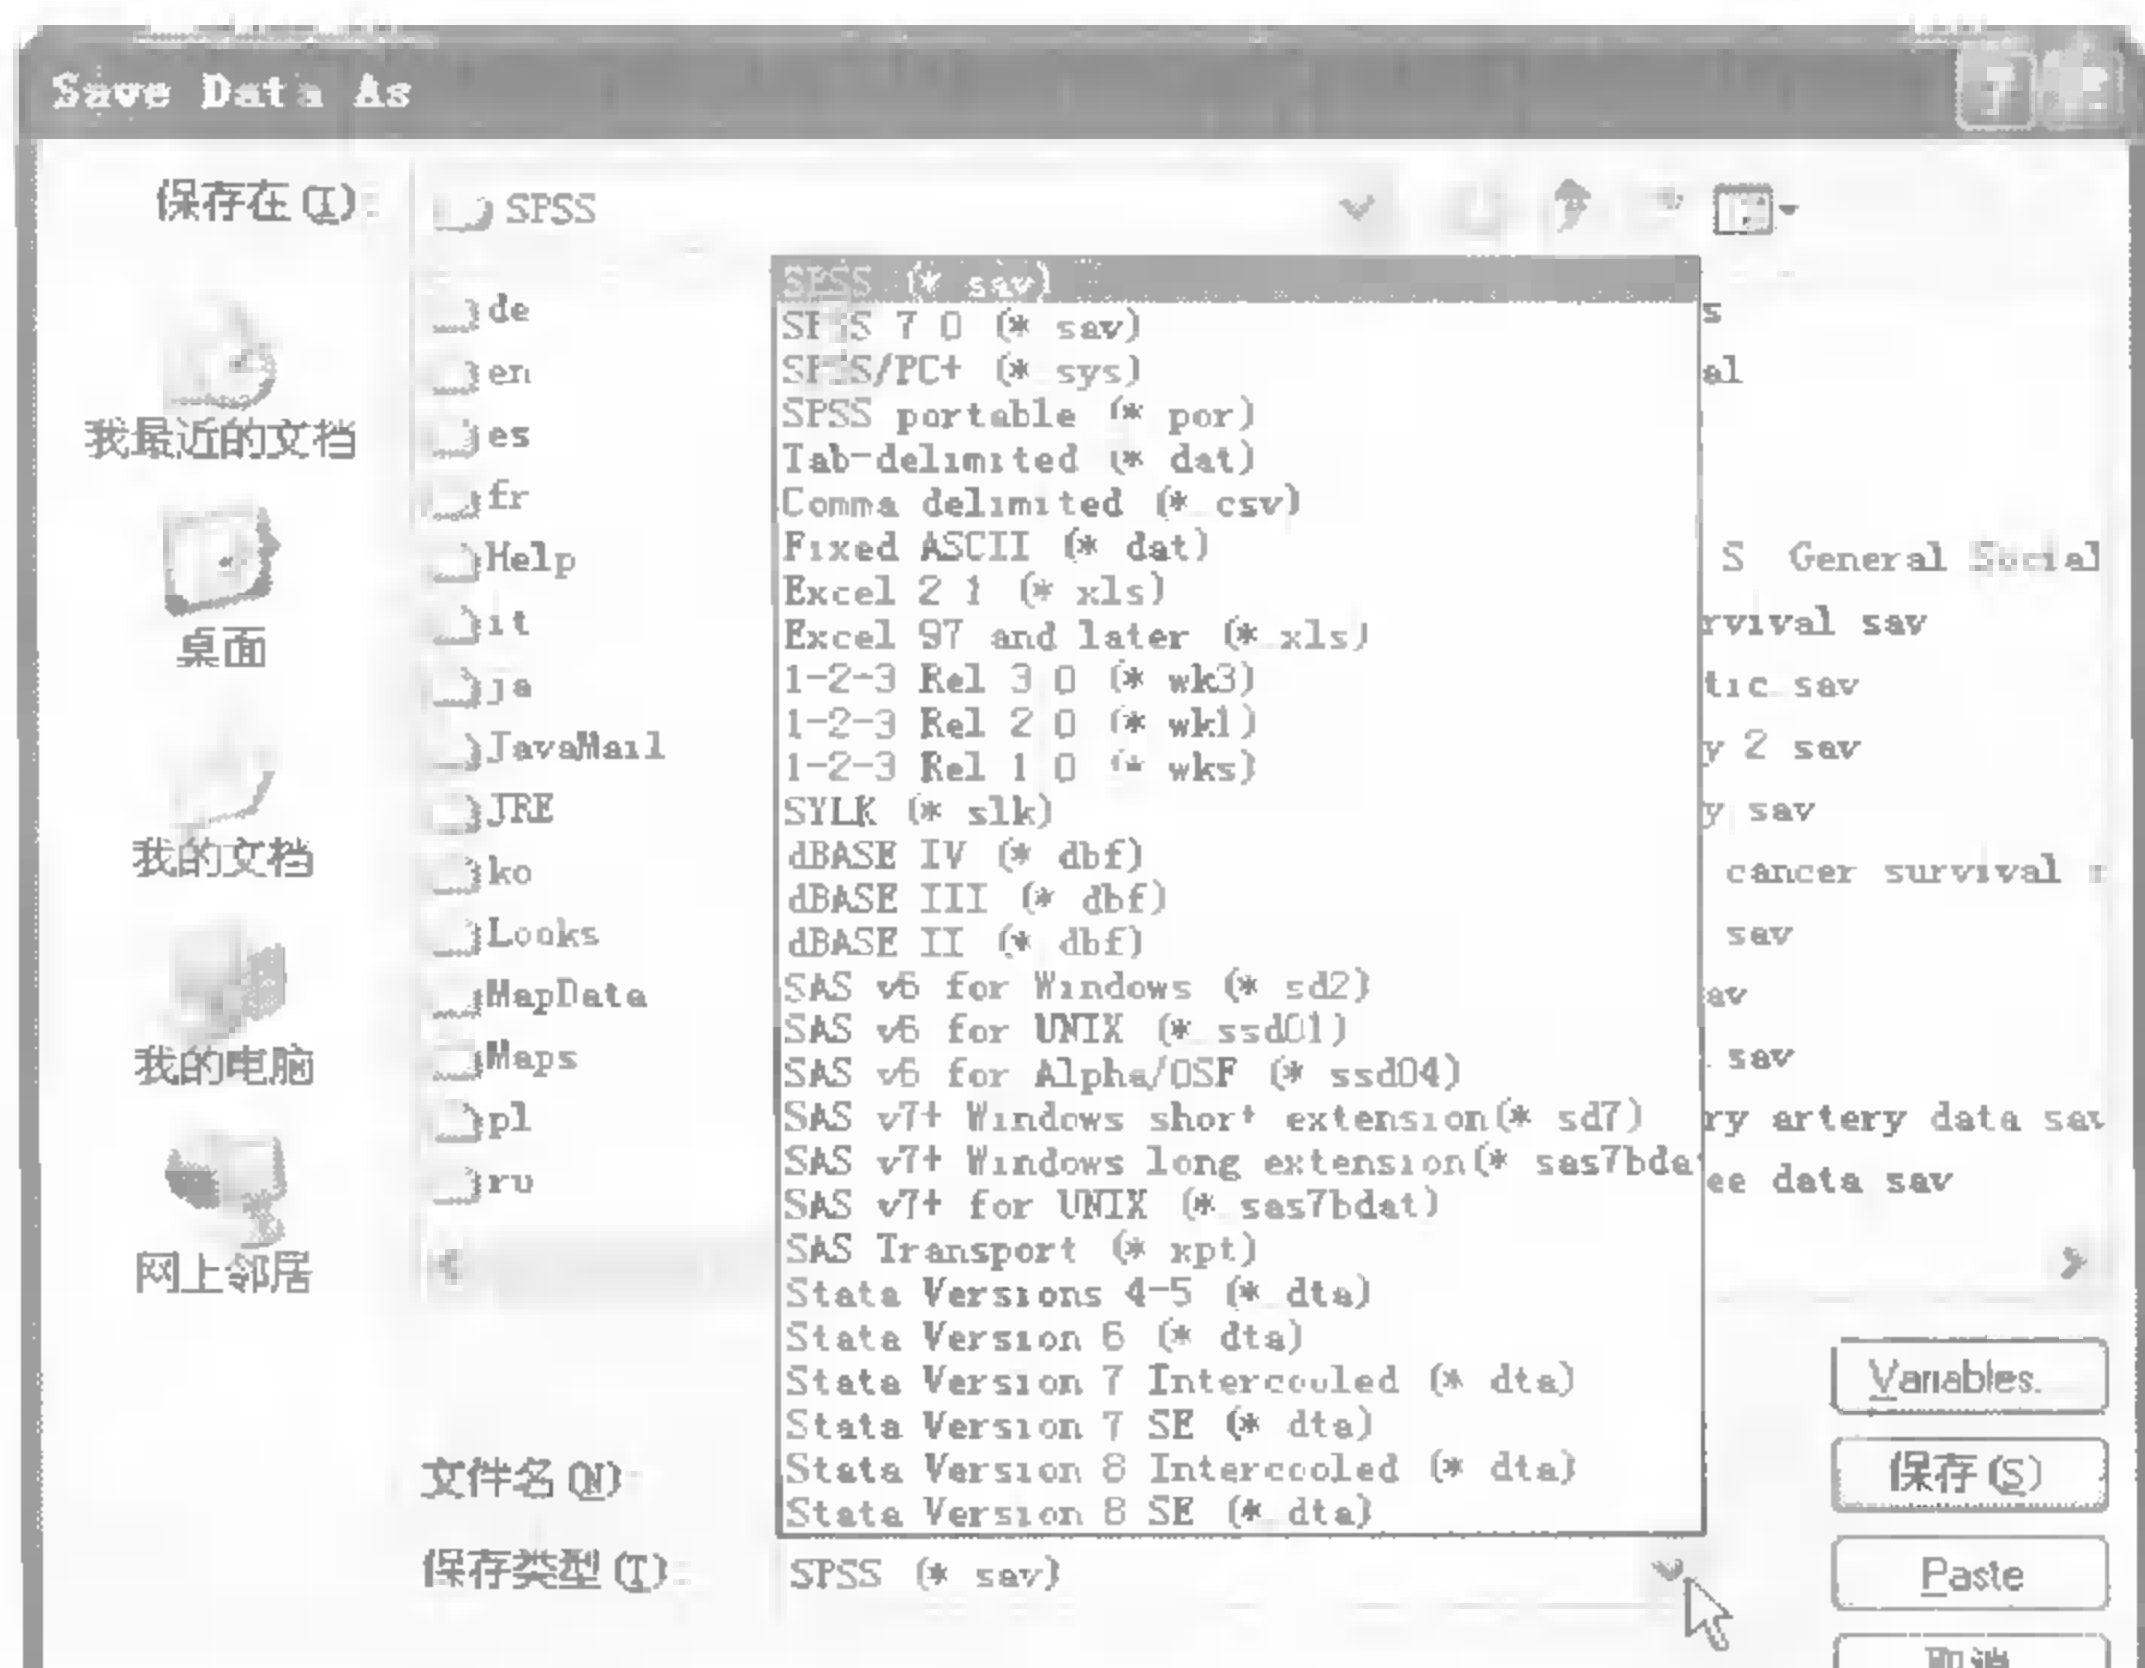 Save Data As
保存在(I):
SPSS
我最近的文档
桌面
我的文档
我的电脑
网上邻居
de
en
es
fr
Help
it
ja
JavaMail
JRE
ko
Looks
MapData
Maps
pl
ru
SPSS (* sav)
SPSS 7 0 (* sav)
SPSS/PC+ (* sys)
SPSS portable (* por)
Tab-delimited (* dat)
Comma delimited (* csv)
Fixed ASCII (* dat)
Excel 2 1 (* xls)
Excel 97 and later (* xls)
1-2-3 Rel 3 0 (* wk3)
1-2-3 Rel 2 0 (* wk1)
1-2-3 Rel 1 0 (* wks)
SYLK (* slk)
dBASE IV (* dbf)
dBASE III (* dbf)
dBASE II (* dbf)
SAS v6 for Windows (* sd2)
SAS v6 for UNIX (* ssd01)
SAS v6 for Alpha/OSF (* ssd04)
SAS v7+ Windows short extension(* sd7)
SAS v7+ Windows long extension(* sas7bdat
SAS v7+ for UNIX (* sas7bdat)
SAS Transport (* xpt)
Stata Versions 4-5 (* dta)
Stata Version 6 (* dta)
Stata Version 7 Intercooled (* dta)
Stata Version 7 SE (* dta)
Stata Version 8 Intercooled (* dta)
Stata Version 8 SE (* dta)
s
al
S General Social
rvival sav
tic sav
y 2 sav
y sav
cancer survival
sav
av
sav
ry artery data sav
ee data sav
文件名(N)
保存类型(T):
SPSS (* sav)
Variables.
保存(S)
Paste
取消